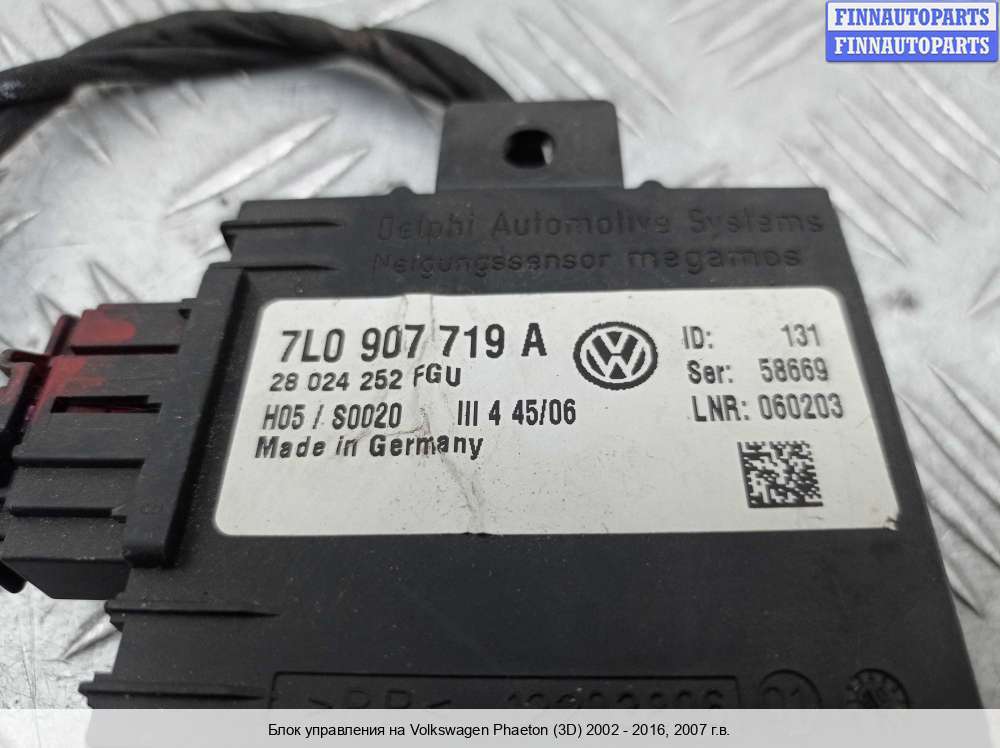 FINNAUTOPARTS
FINNAUTOPARTS
Delphi Automotive Systems
Neigungssensor megamos
7L0 907 719 A
28 024 252 FGU
H05 / S0020 III 4 45/06
Made in Germany
ID: 131
Ser: 58669
LNR: 060203
>PP<
Блок управления на Volkswagen Phaeton (3D) 2002 - 2016, 2007 г.в.